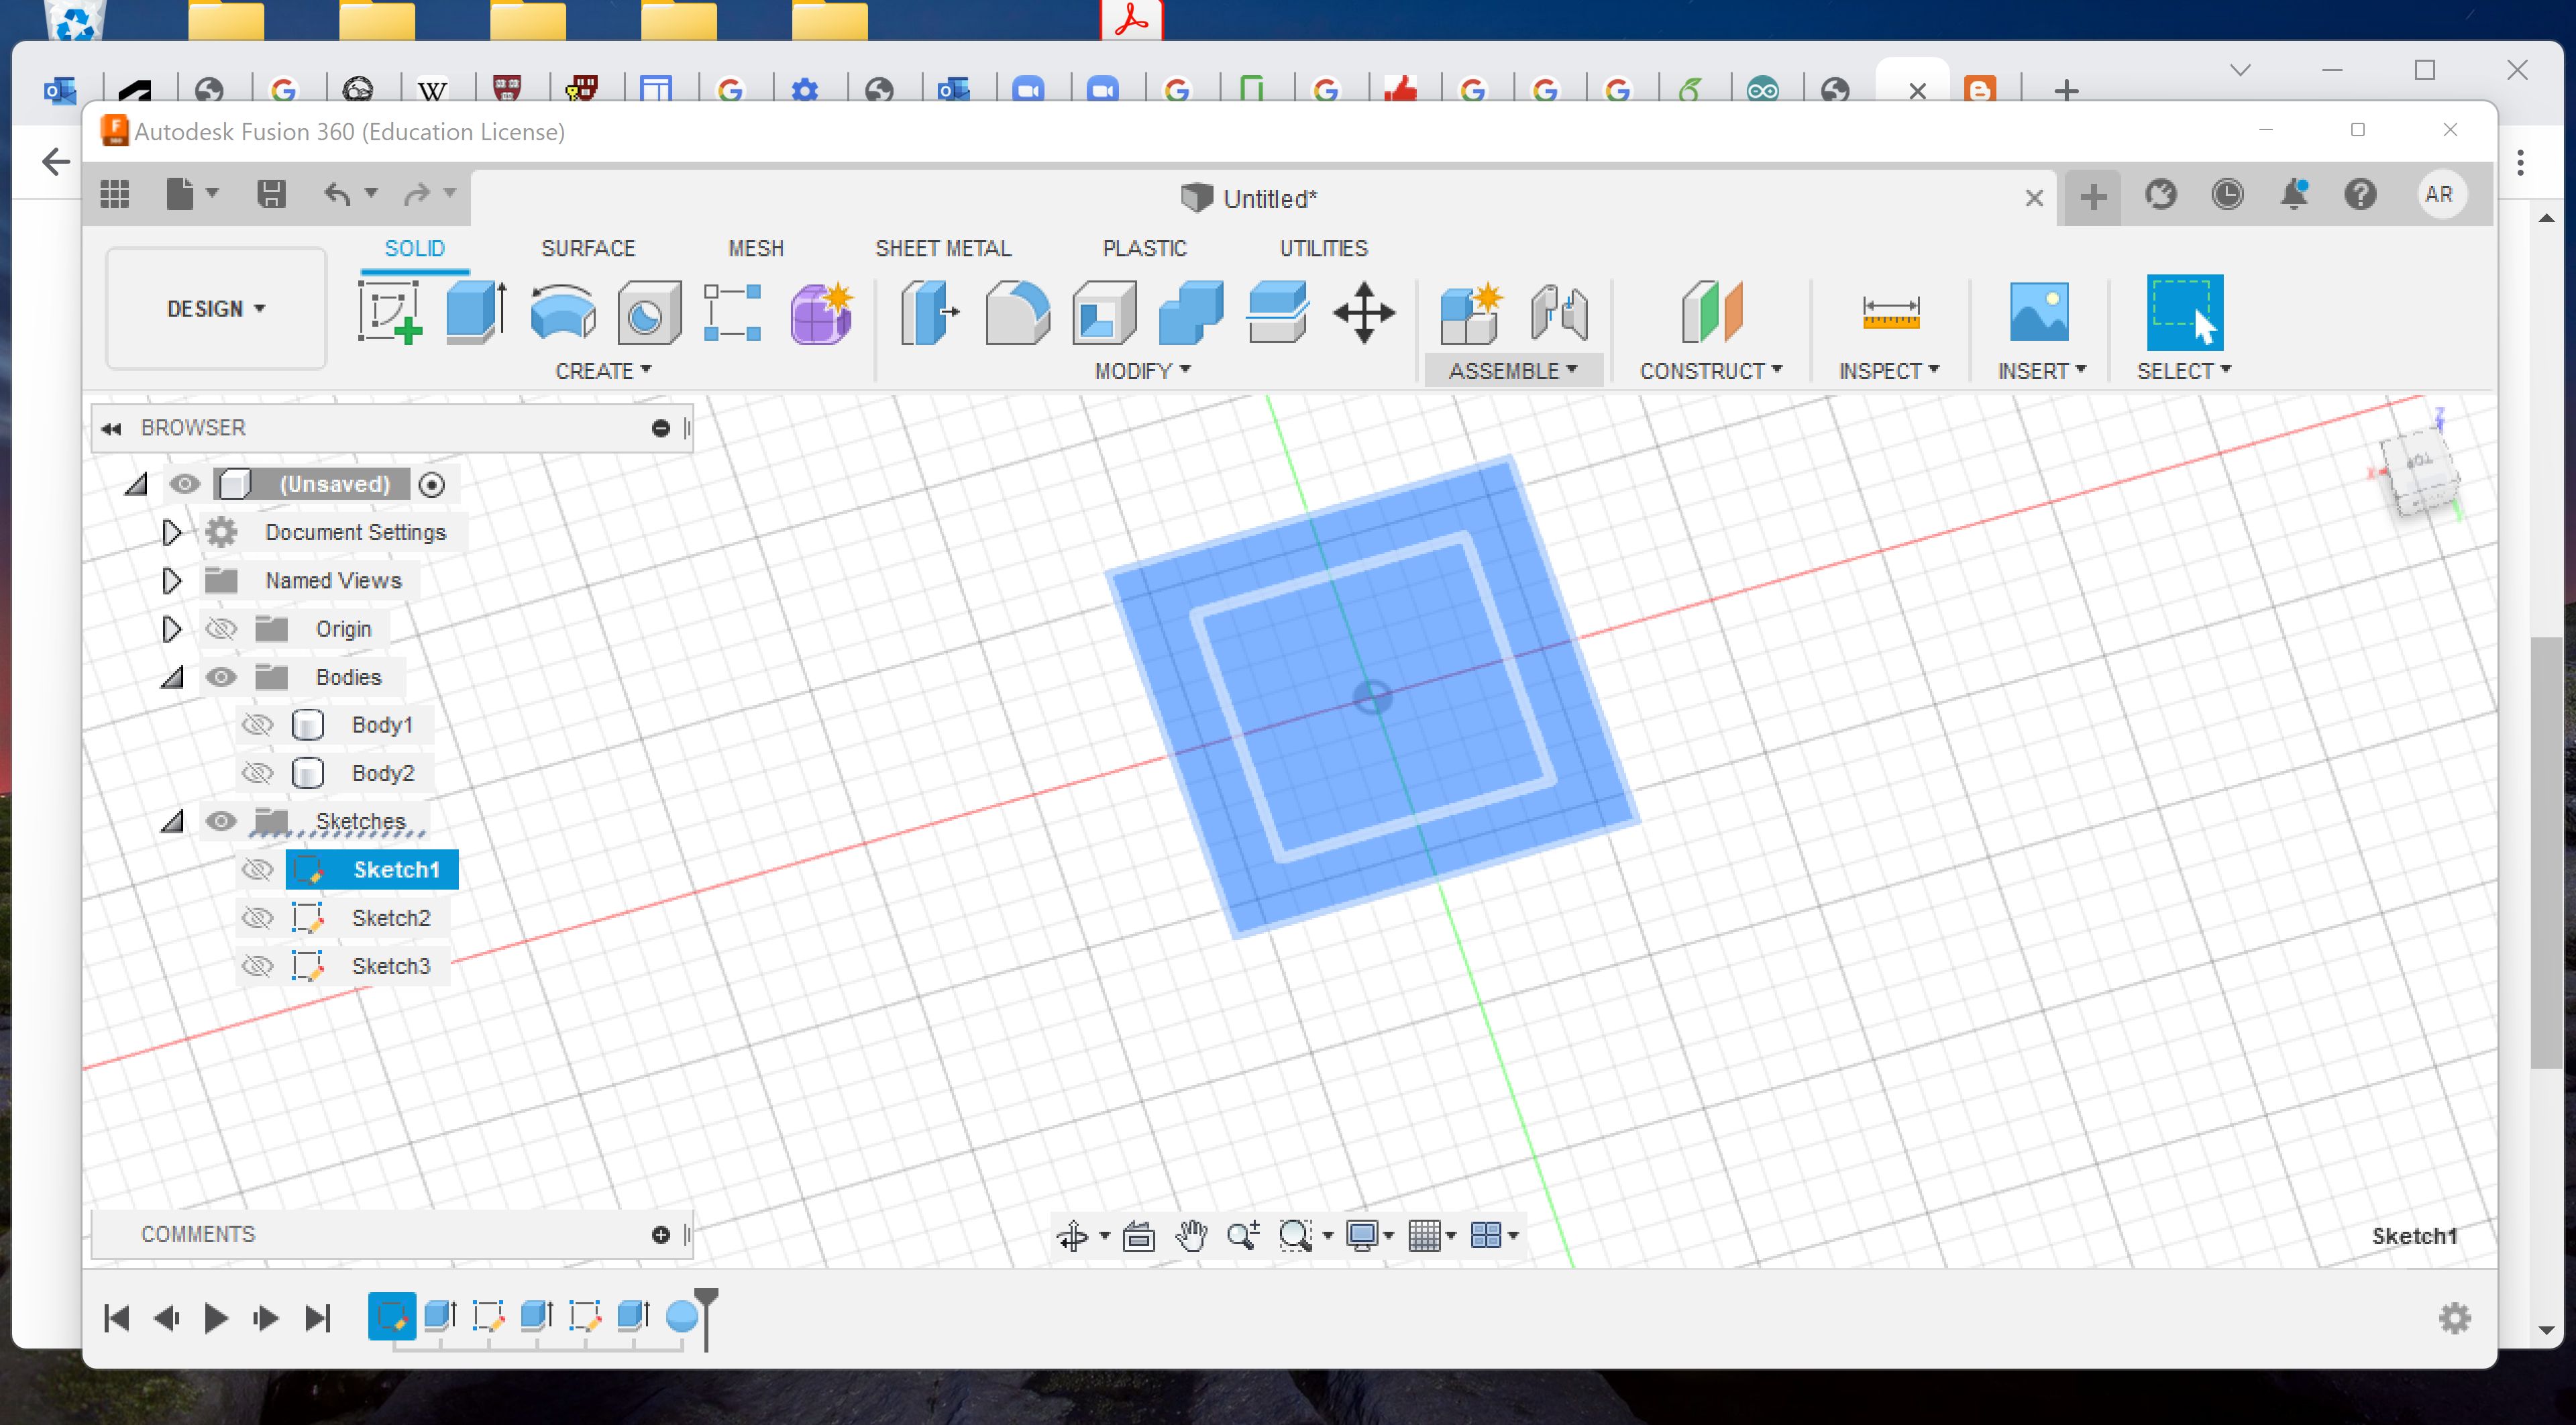 W
Autodesk Fusion 360 (Education License)
Untitled*
AR
SOLID SURFACE MESH SHEET METAL PLASTIC UTILITIES
DESIGN
CREATE MODIFY ASSEMBLE CONSTRUCT INSPECT INSERT SELECT
BROWSER
Z
TOP
X
(Unsaved)
Document Settings
Named Views
Origin
Bodies
Body1
Body2
Sketches
Sketch1
Sketch2
Sketch3
COMMENTS
Sketch1